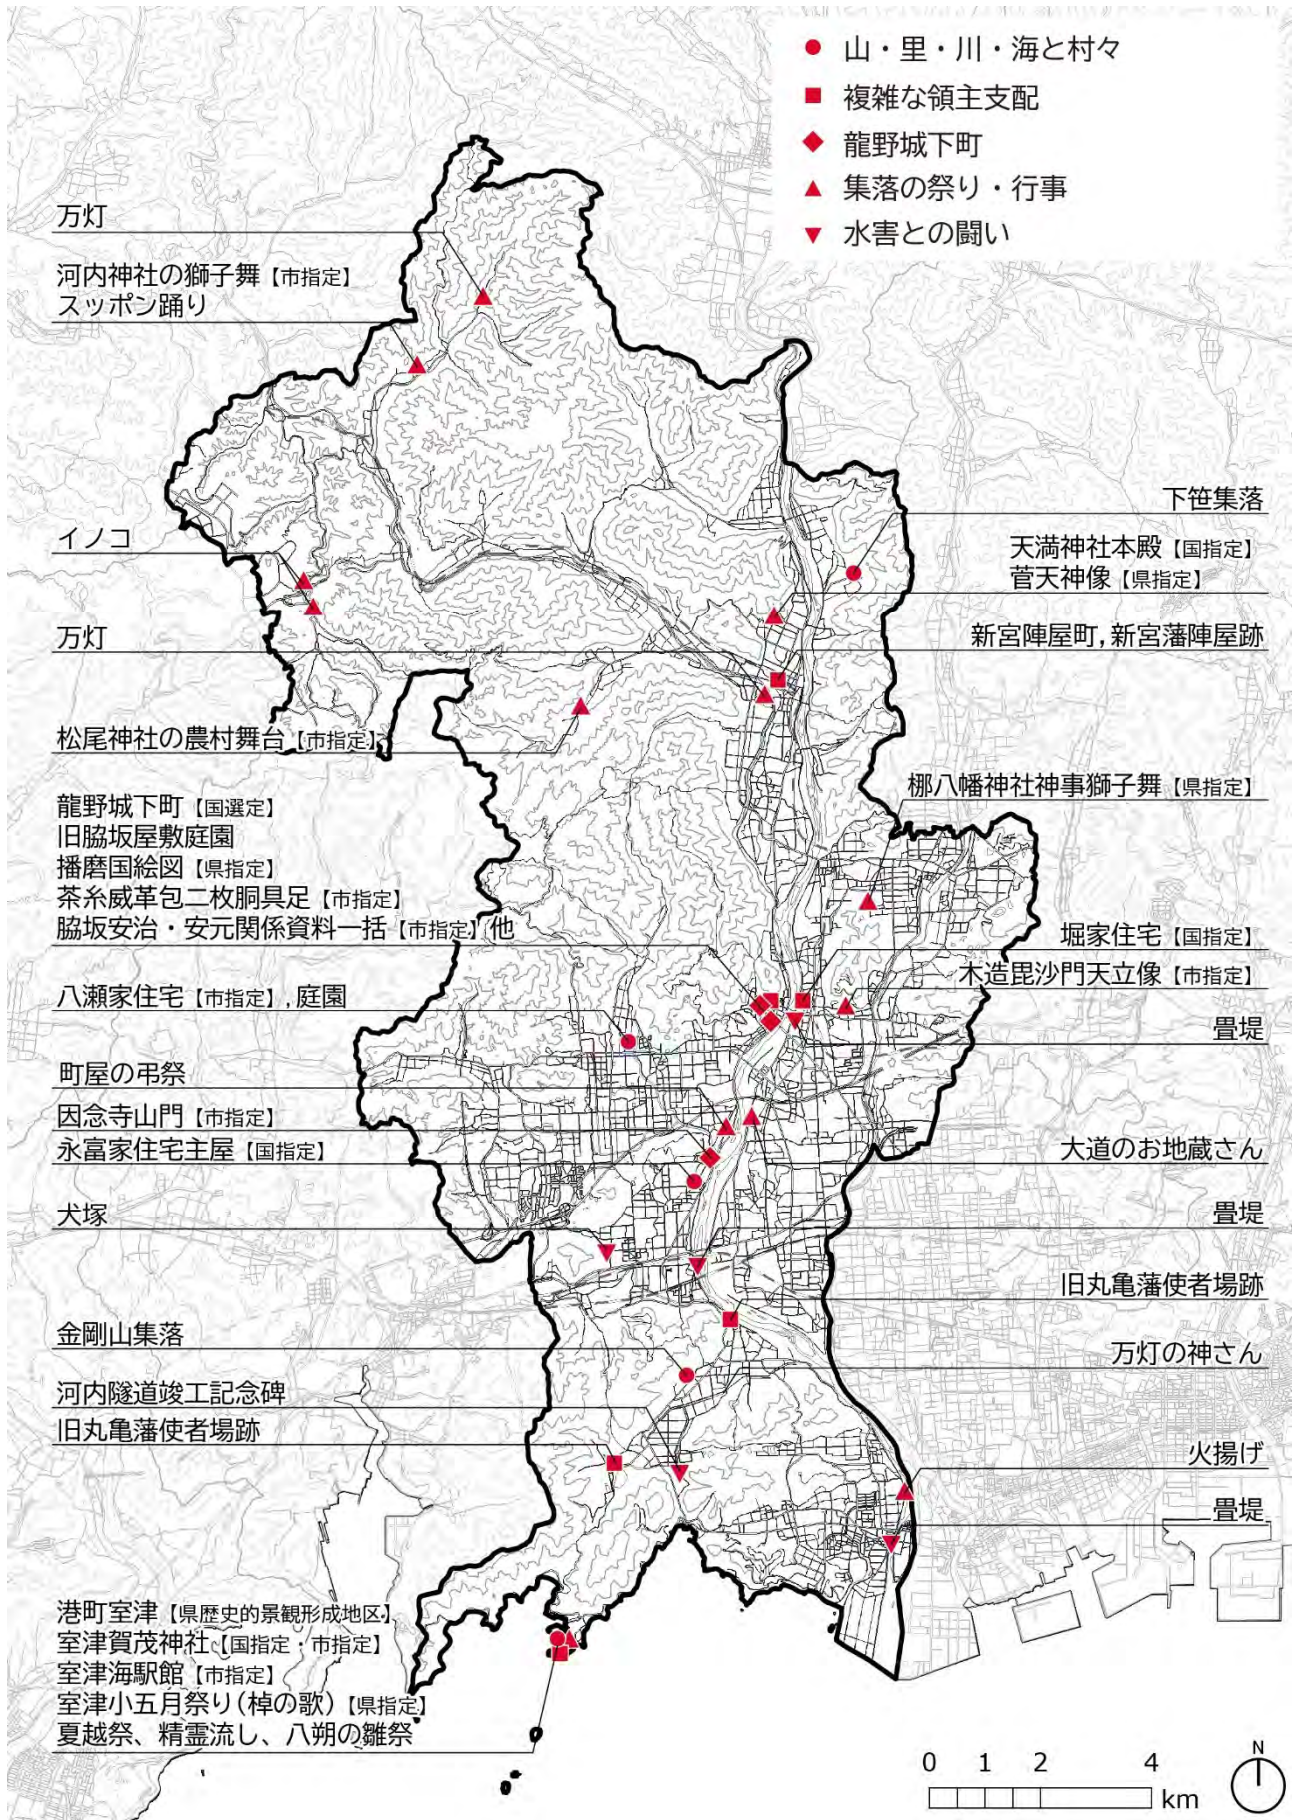 山・里・川・海と村々
複雑な領主支配
龍野城下町
集落の祭り・行事
水害との闘い
万灯
河内神社の獅子舞【市指定】
スッポン踊り
イノコ
万灯
松尾神社の農村舞台【市指定】
龍野城下町【国選定】
旧脇坂屋敷庭園
播磨国絵図【県指定】
茶糸威革包二枚胴具足【市指定】
脇坂安治・安元関係資料一括【市指定】他
八瀬家住宅【市指定】,庭園
町屋の弔祭
因念寺山門【市指定】
永富家住宅主屋【国指定】
犬塚
金剛山集落
河内隧道竣工記念碑
旧丸亀藩使者場跡
港町室津【県歴史的景観形成地区】
室津賀茂神社【国指定・市指定】
室津海駅館【市指定】
室津小五月祭り(棹の歌)【県指定】
夏越祭、精霊流し、八朔の雛祭
下笹集落
天満神社本殿【国指定】
菅天神像【県指定】
新宮陣屋町,新宮藩陣屋跡
梛八幡神社神事獅子舞【県指定】
堀家住宅【国指定】
木造毘沙門天立像【市指定】
畳堤
大道のお地蔵さん
畳堤
旧丸亀藩使者場跡
万灯の神さん
火揚げ
畳堤
0 1 2 4
km
N